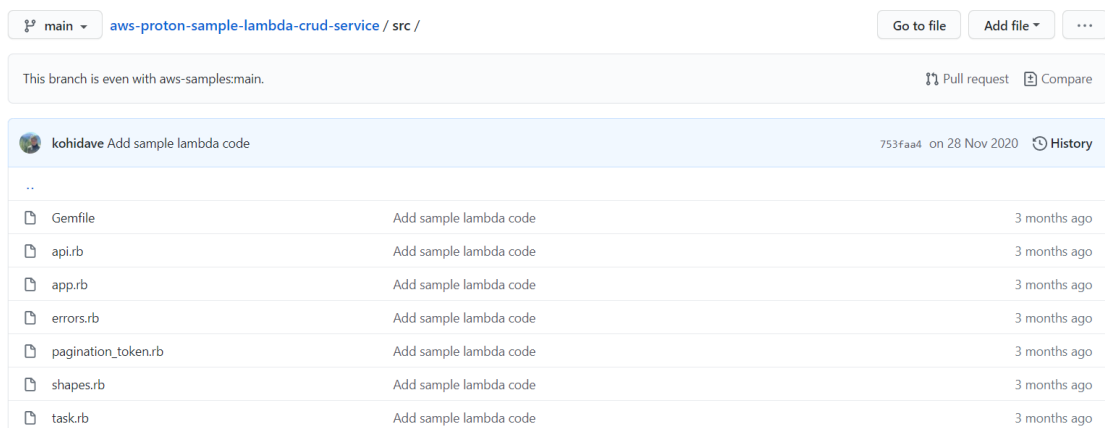 main aws-proton-sample-lambda-crud-service / src / Go to file Add file ...
This branch is even with aws-samples:main. Pull request Compare
kohidave Add sample lambda code 753faa4 on 28 Nov 2020 History
..
Gemfile Add sample lambda code 3 months ago
api.rb Add sample lambda code 3 months ago
app.rb Add sample lambda code 3 months ago
errors.rb Add sample lambda code 3 months ago
pagination_token.rb Add sample lambda code 3 months ago
shapes.rb Add sample lambda code 3 months ago
task.rb Add sample lambda code 3 months ago